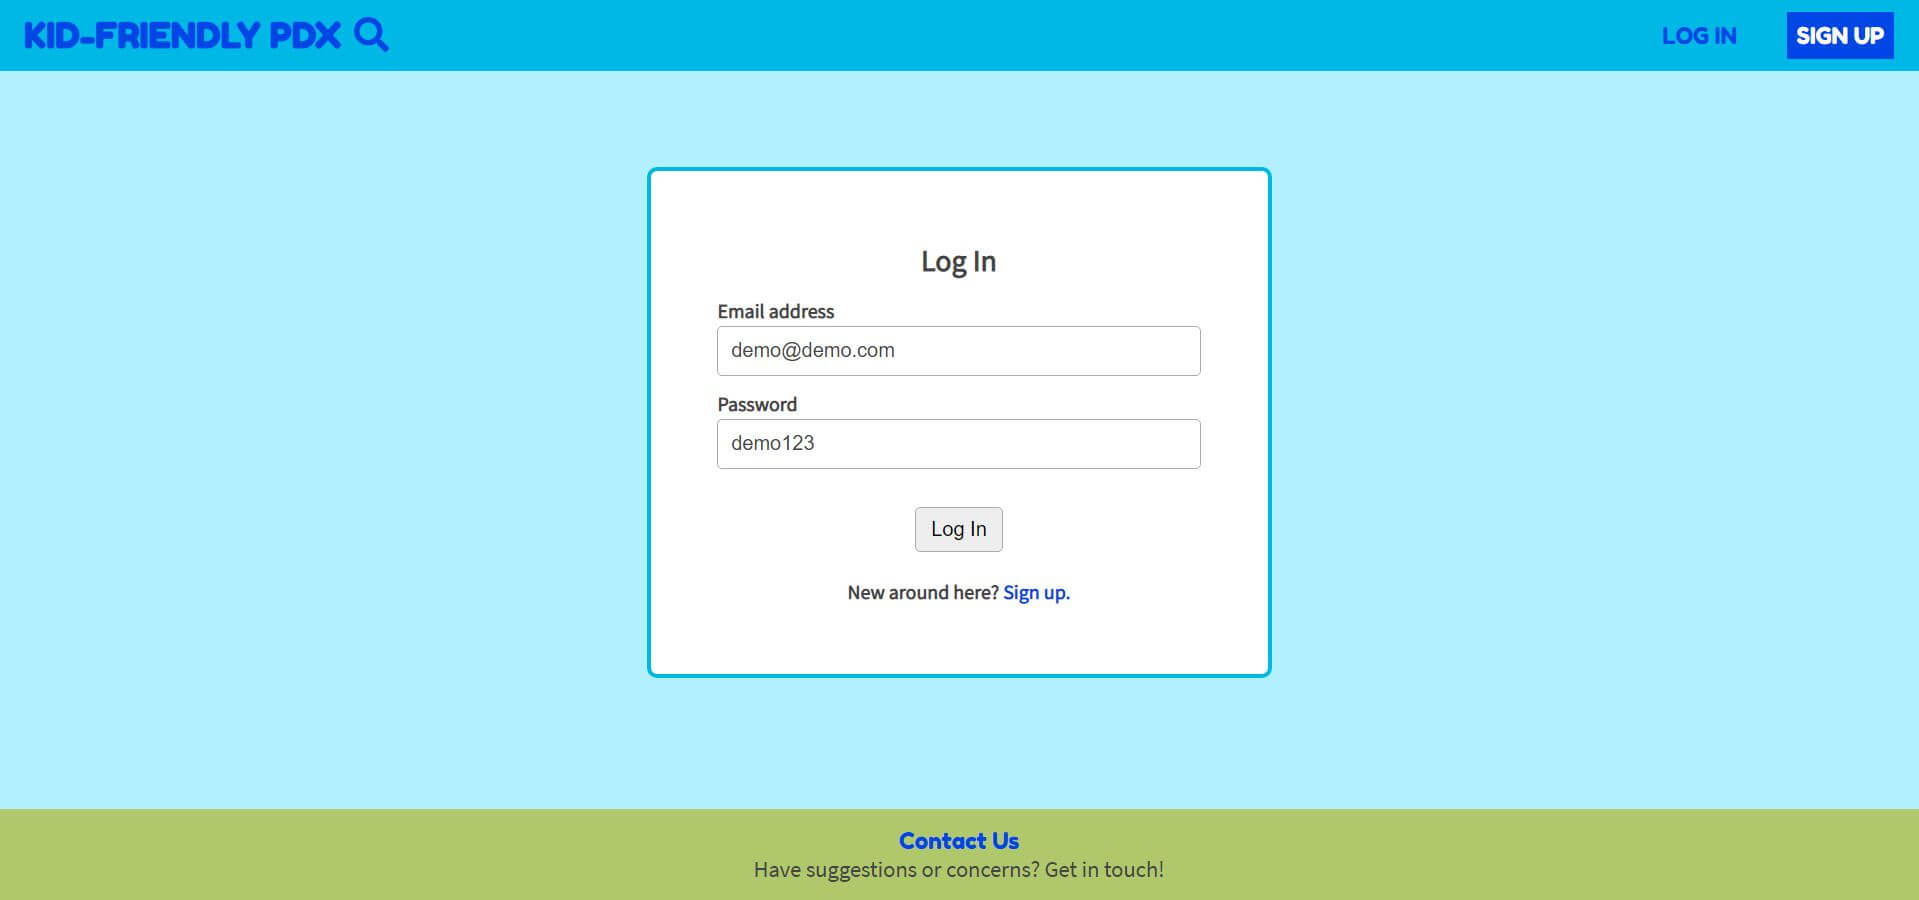 KID-FRIENDLY PDX
LOG IN
SIGN UP
Log In
Email address
demo@demo.com
Password
demo123
Log In
New around here? Sign up.
Contact Us
Have suggestions or concerns? Get in touch!